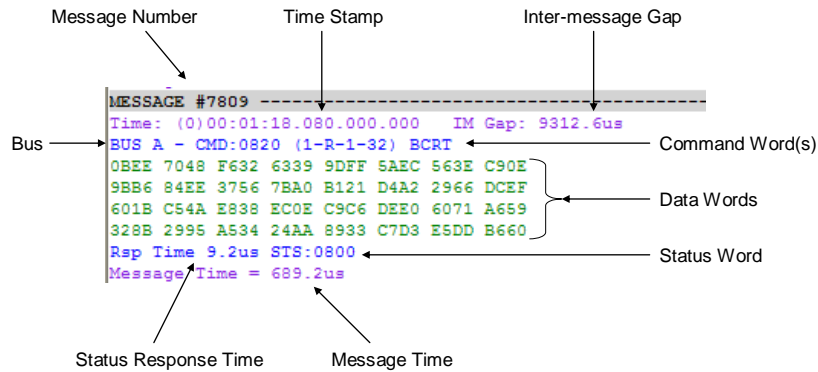 Message Number Time Stamp Inter-message Gap
MESSAGE #7809 --------------------------------------------------
Time: (0)00:01:18.080.000.000 IM Gap: 9312.6us
Bus BUS A - CMD:0820 (1-R-1-32) BCRT Command Word(s)
0BEE 7048 F632 6339 9DFF 5AEC 563E C90E
9BB6 84EE 3756 7BA0 B121 D4A2 2966 DCEF
Data Words
601B C54A E838 EC0E C9C6 DEE0 6071 A659
328B 2995 A534 24AA 8933 C7D3 E5DD B660
Rsp Time 9.2us STS:0800 Status Word
Message Time = 689.2us
Status Response Time Message Time